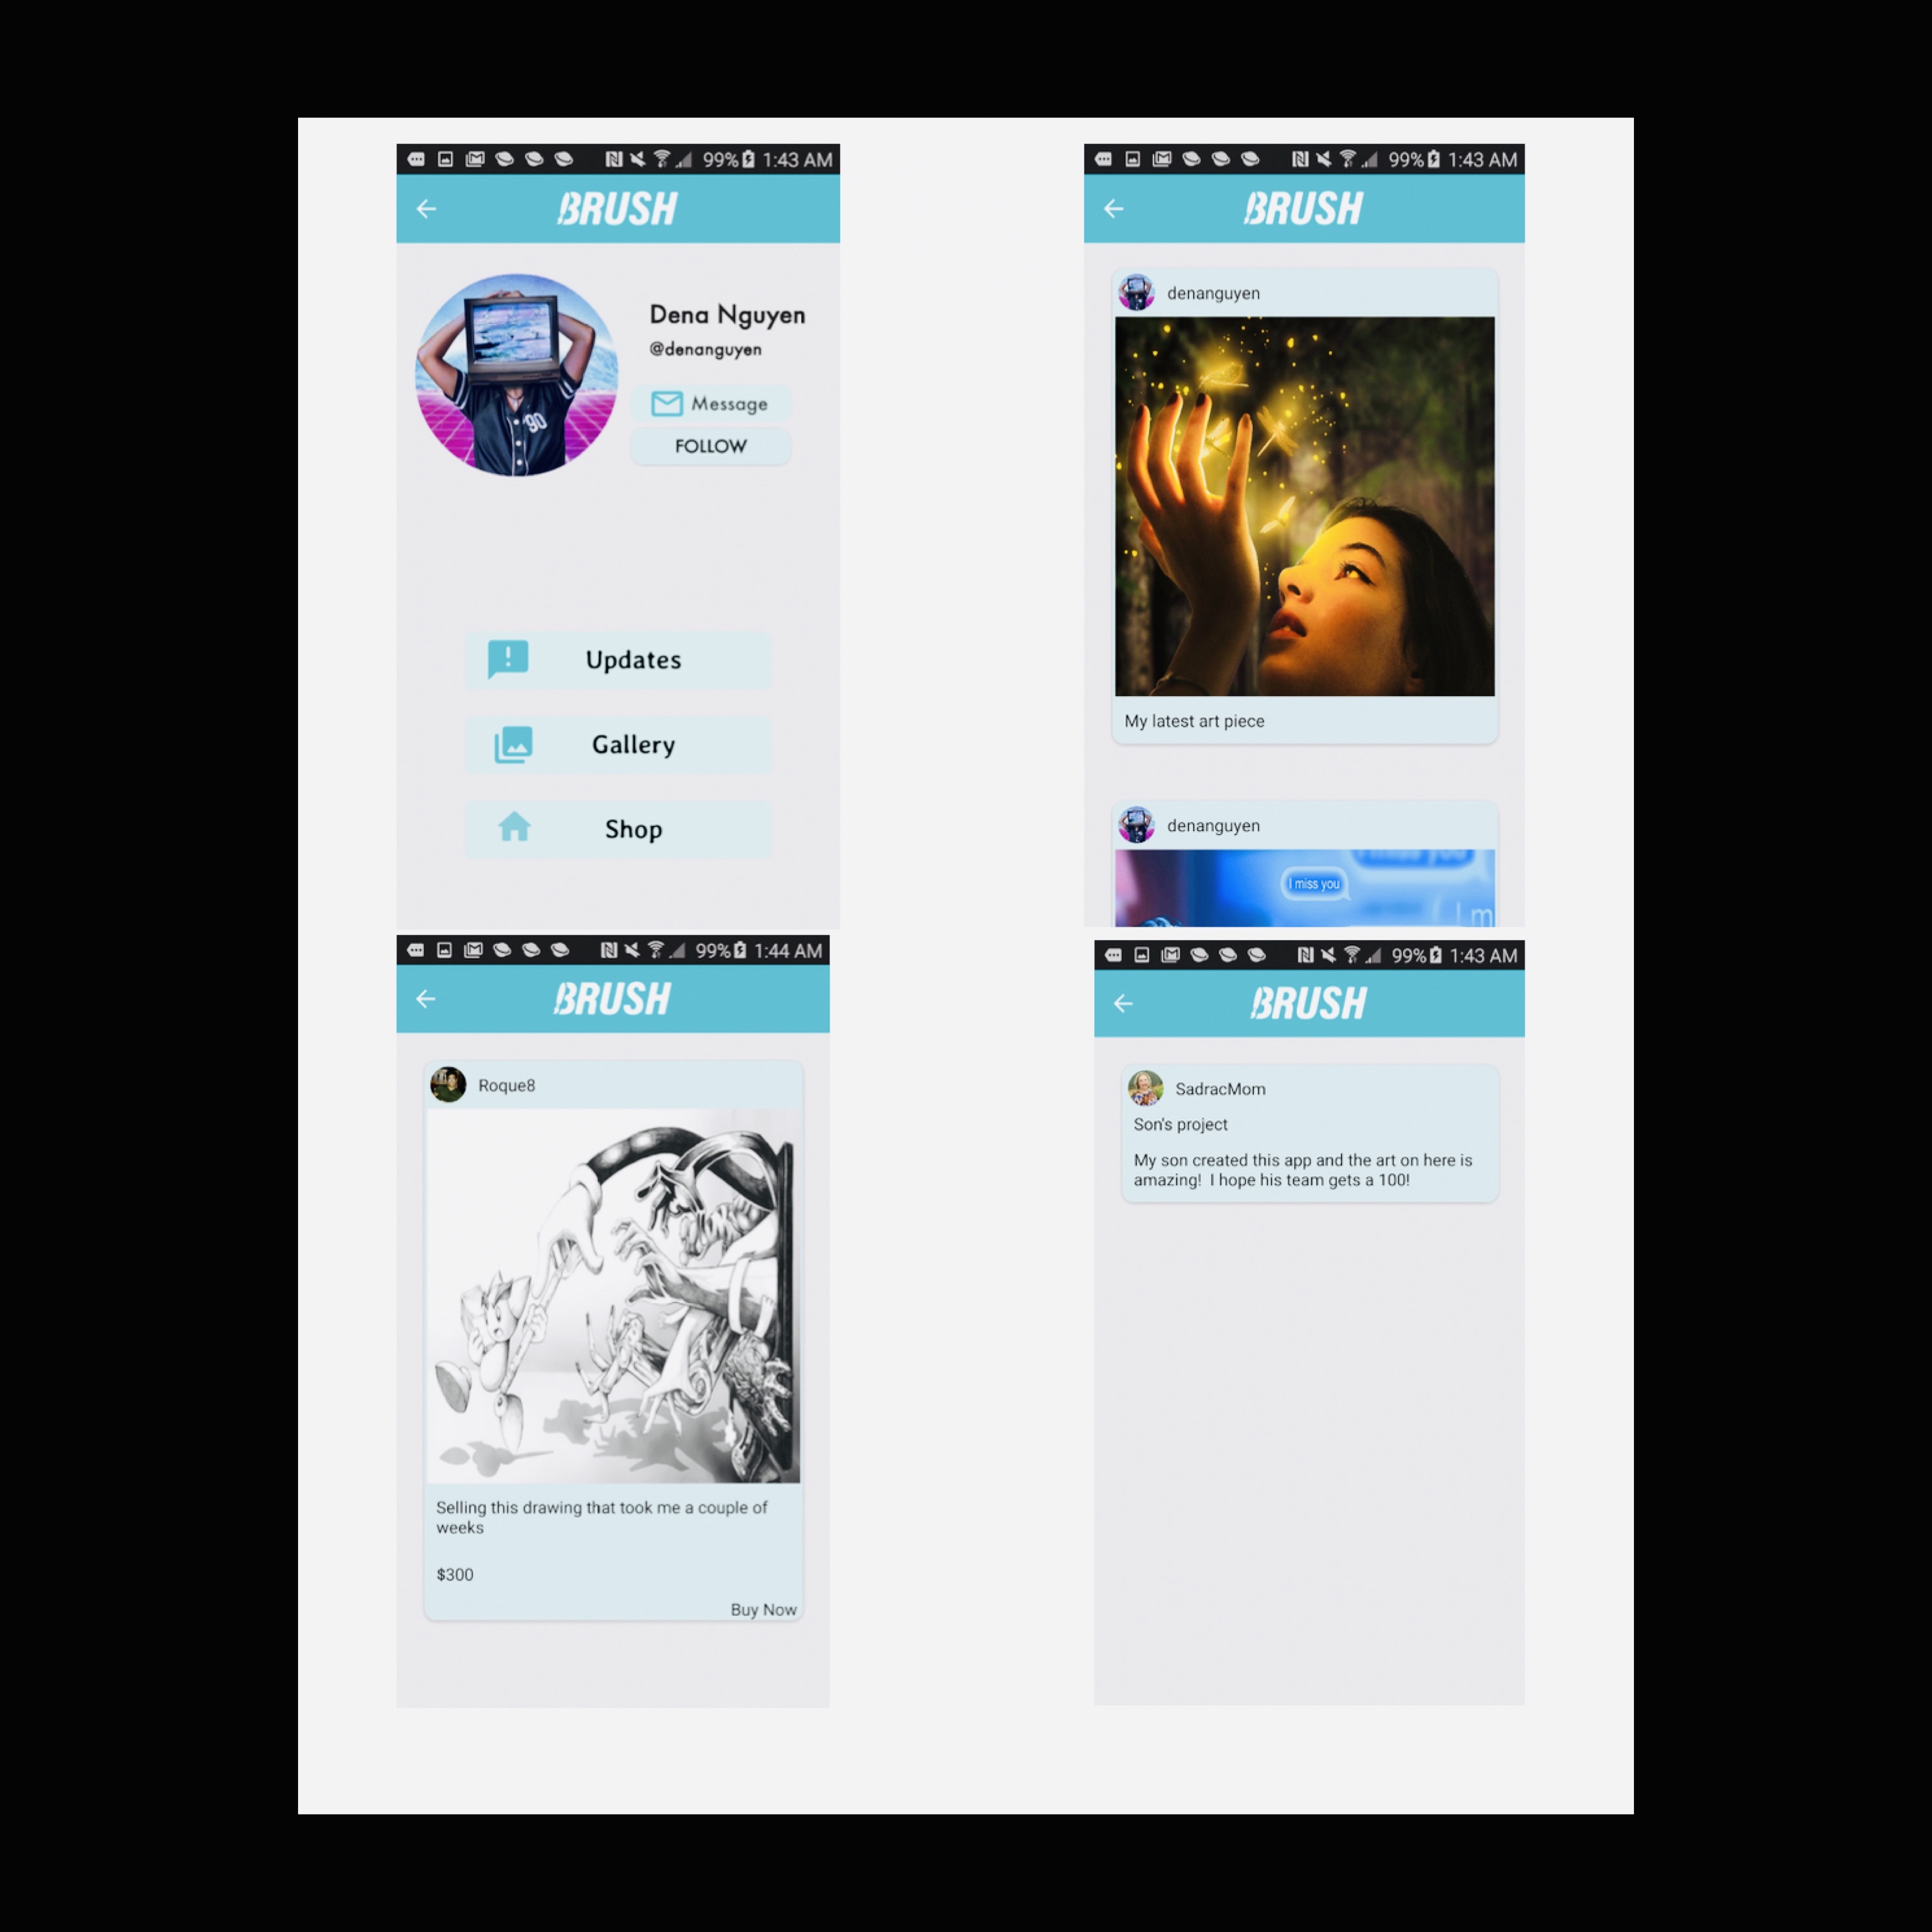 99% 1:43 AM
BRUSH
Dena Nguyen
@denanguyen
Message
FOLLOW
90
Updates
Gallery
Shop
99% 1:43 AM
BRUSH
denanguyen
My latest art piece
denanguyen
I miss you
I miss you
I m
99% 1:44 AM
BRUSH
Roque8
Selling this drawing that took me a couple of
weeks
$300
Buy Now
99% 1:43 AM
BRUSH
SadracMom
Son's project
My son created this app and the art on here is
amazing! I hope his team gets a 100!